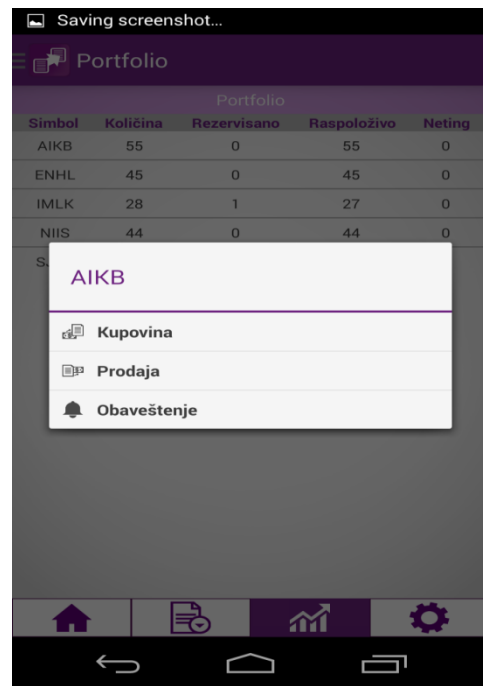 Saving screenshot...
Portfolio
Portfolio
Simbol Količina Rezervisano Raspoloživo Neting
AIKB 55 0 55 0
ENHL 45 0 45 0
IMLK 28 1 27 0
NIIS 44 0 44 0
AIKB
Kupovina
Prodaja
Obaveštenje